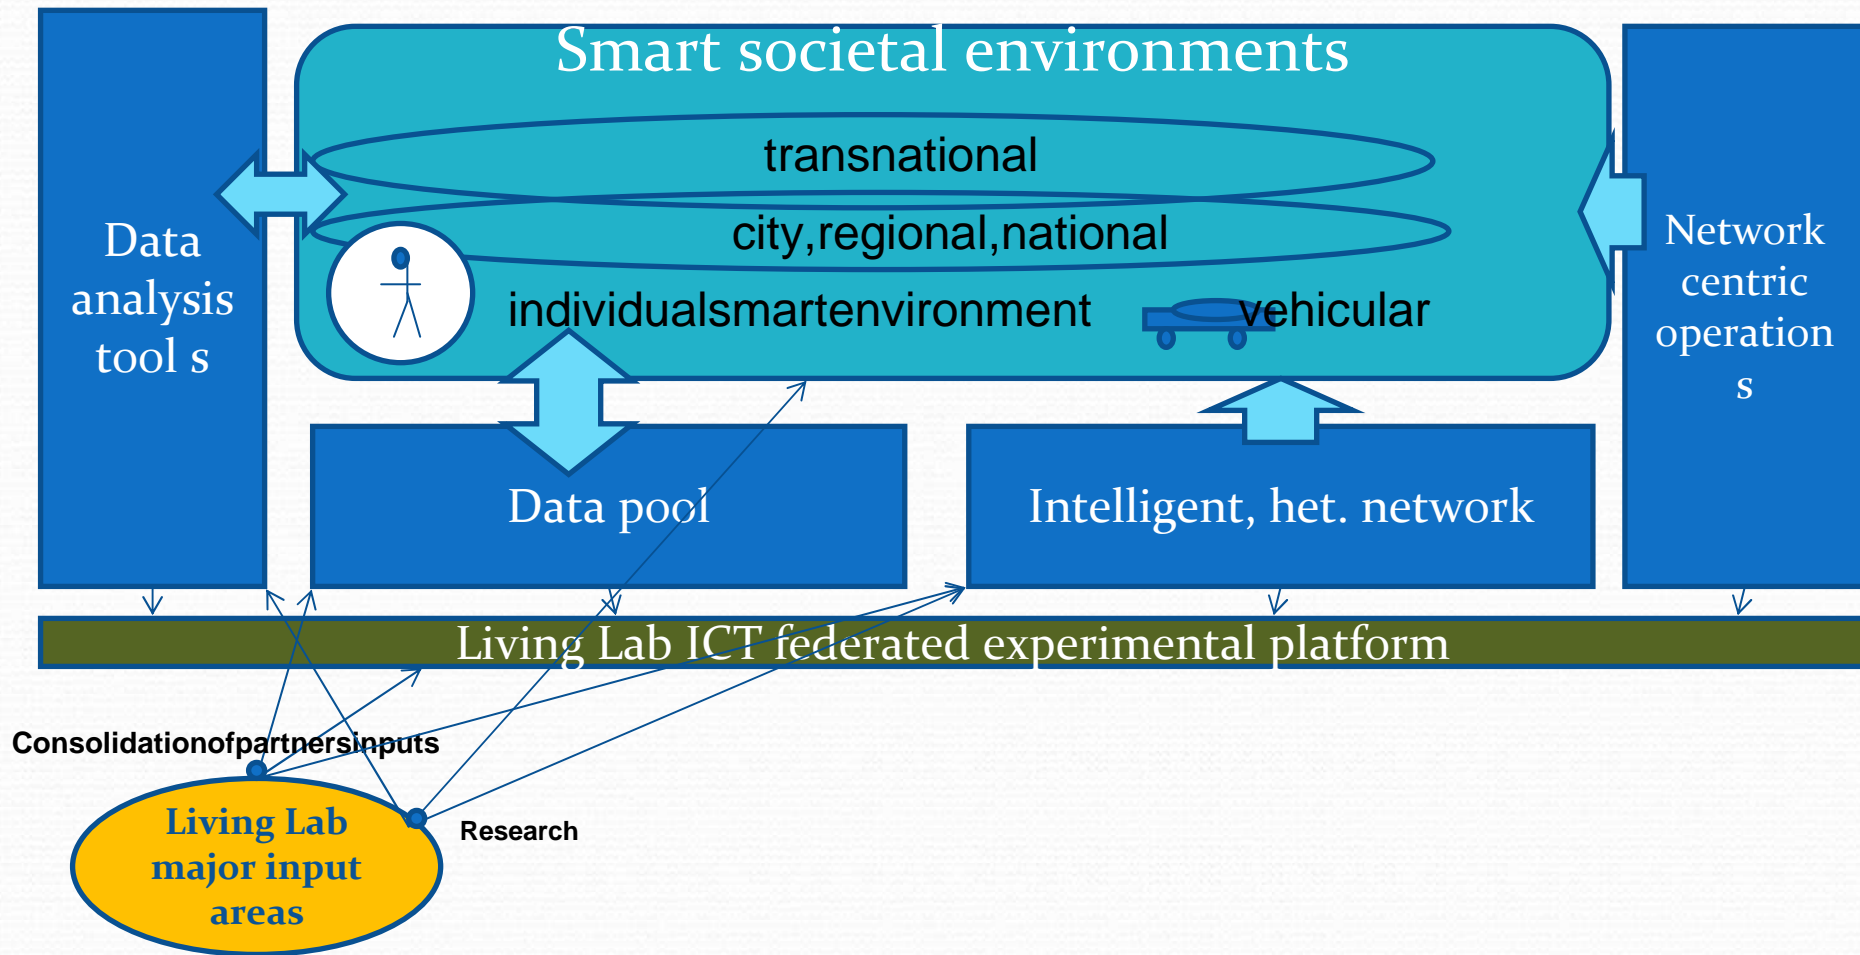 Smart societal environments
transnational
city,regional,national
individualsmartenvironment
vehicular
Data
analysis
tool s
Network
centric
operation
s
Data pool
Intelligent, het. network
Living Lab ICT federated experimental platform
Consolidationofpartnersinputs
Research
Living Lab
major input
areas